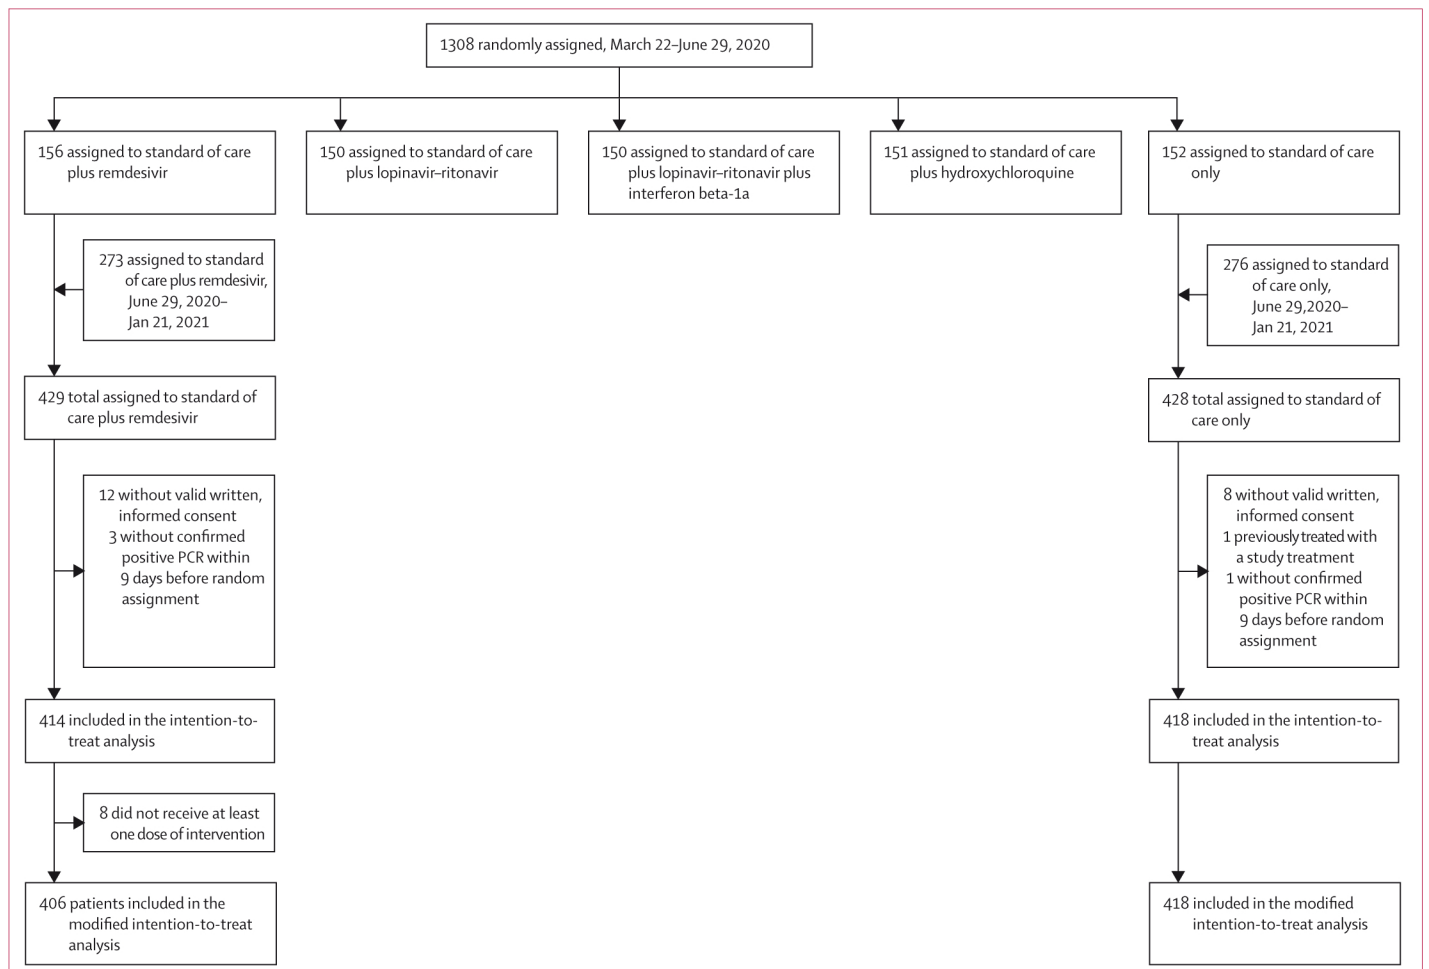 1308 randomly assigned, March 22–June 29, 2020
156 assigned to standard of care
plus remdesivir
150 assigned to standard of care
plus lopinavir–ritonavir
150 assigned to standard of care
plus lopinavir–ritonavir plus
interferon beta-1a
151 assigned to standard of care
plus hydroxychloroquine
152 assigned to standard of care
only
273 assigned to standard
of care plus remdesivir,
June 29, 2020–
Jan 21, 2021
276 assigned to standard
of care only,
June 29,2020–
Jan 21, 2021
429 total assigned to standard of
care plus remdesivir
428 total assigned to standard of
care only
12 without valid written,
informed consent
3 without confirmed
positive PCR within
9 days before random
assignment
8 without valid written,
informed consent
1 previously treated with
a study treatment
1 without confirmed
positive PCR within
9 days before random
assignment
414 included in the intention-to-
treat analysis
418 included in the intention-to-
treat analysis
8 did not receive at least
one dose of intervention
406 patients included in the
modified intention-to-treat
analysis
418 included in the modified
intention-to-treat analysis